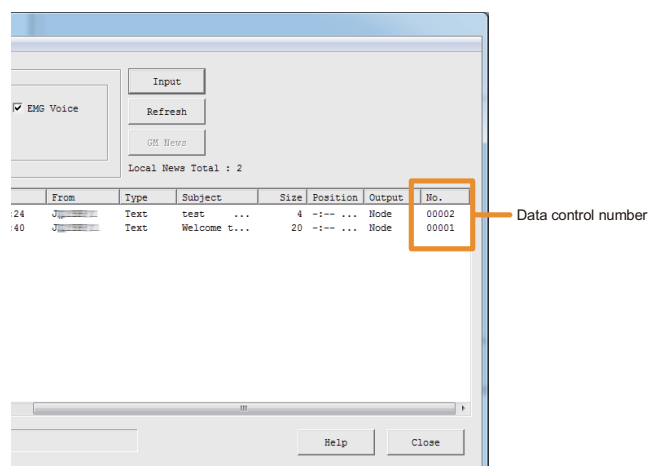 Input
EMG Voice
Refresh
GM News
Local News Total : 2
From Type Subject Size Position Output No.
:24 J Text test ... 4 -:-- ... Node 00002
:40 J Text Welcome t... 20 -:-- ... Node 00001
Data control number
Help Close